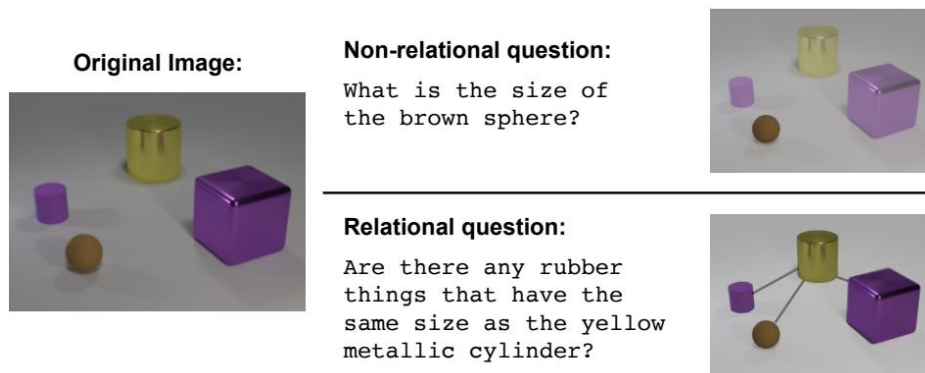 Original Image:
Non-relational question:
What is the size of
the brown sphere?
Relational question:
Are there any rubber
things that have the
same size as the yellow
metallic cylinder?